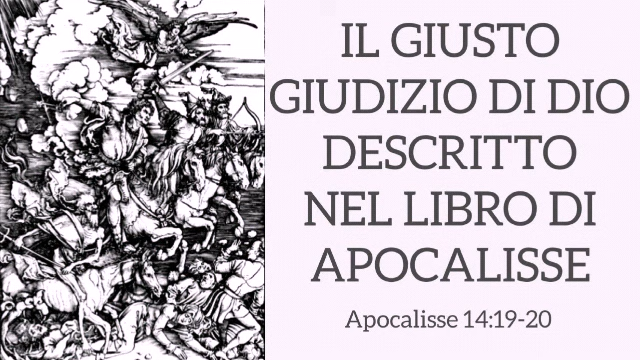 IL GIUSTO
GIUDIZIO DI DIO
DESCRITTO
NEL LIBRO DI
APOCALISSE
Apocalisse 14:19-20